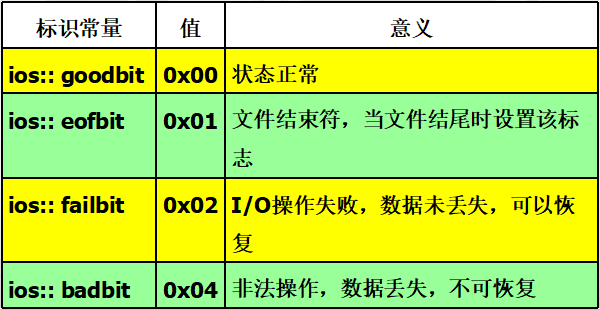 标识常量 值 意义
ios:: goodbit 0x00 状态正常
ios:: eofbit 0x01 文件结束符，当文件结尾时设置该标
志
ios:: failbit 0x02 I/O操作失败，数据未丢失，可以恢
复
ios:: badbit 0x04 非法操作，数据丢失，不可恢复